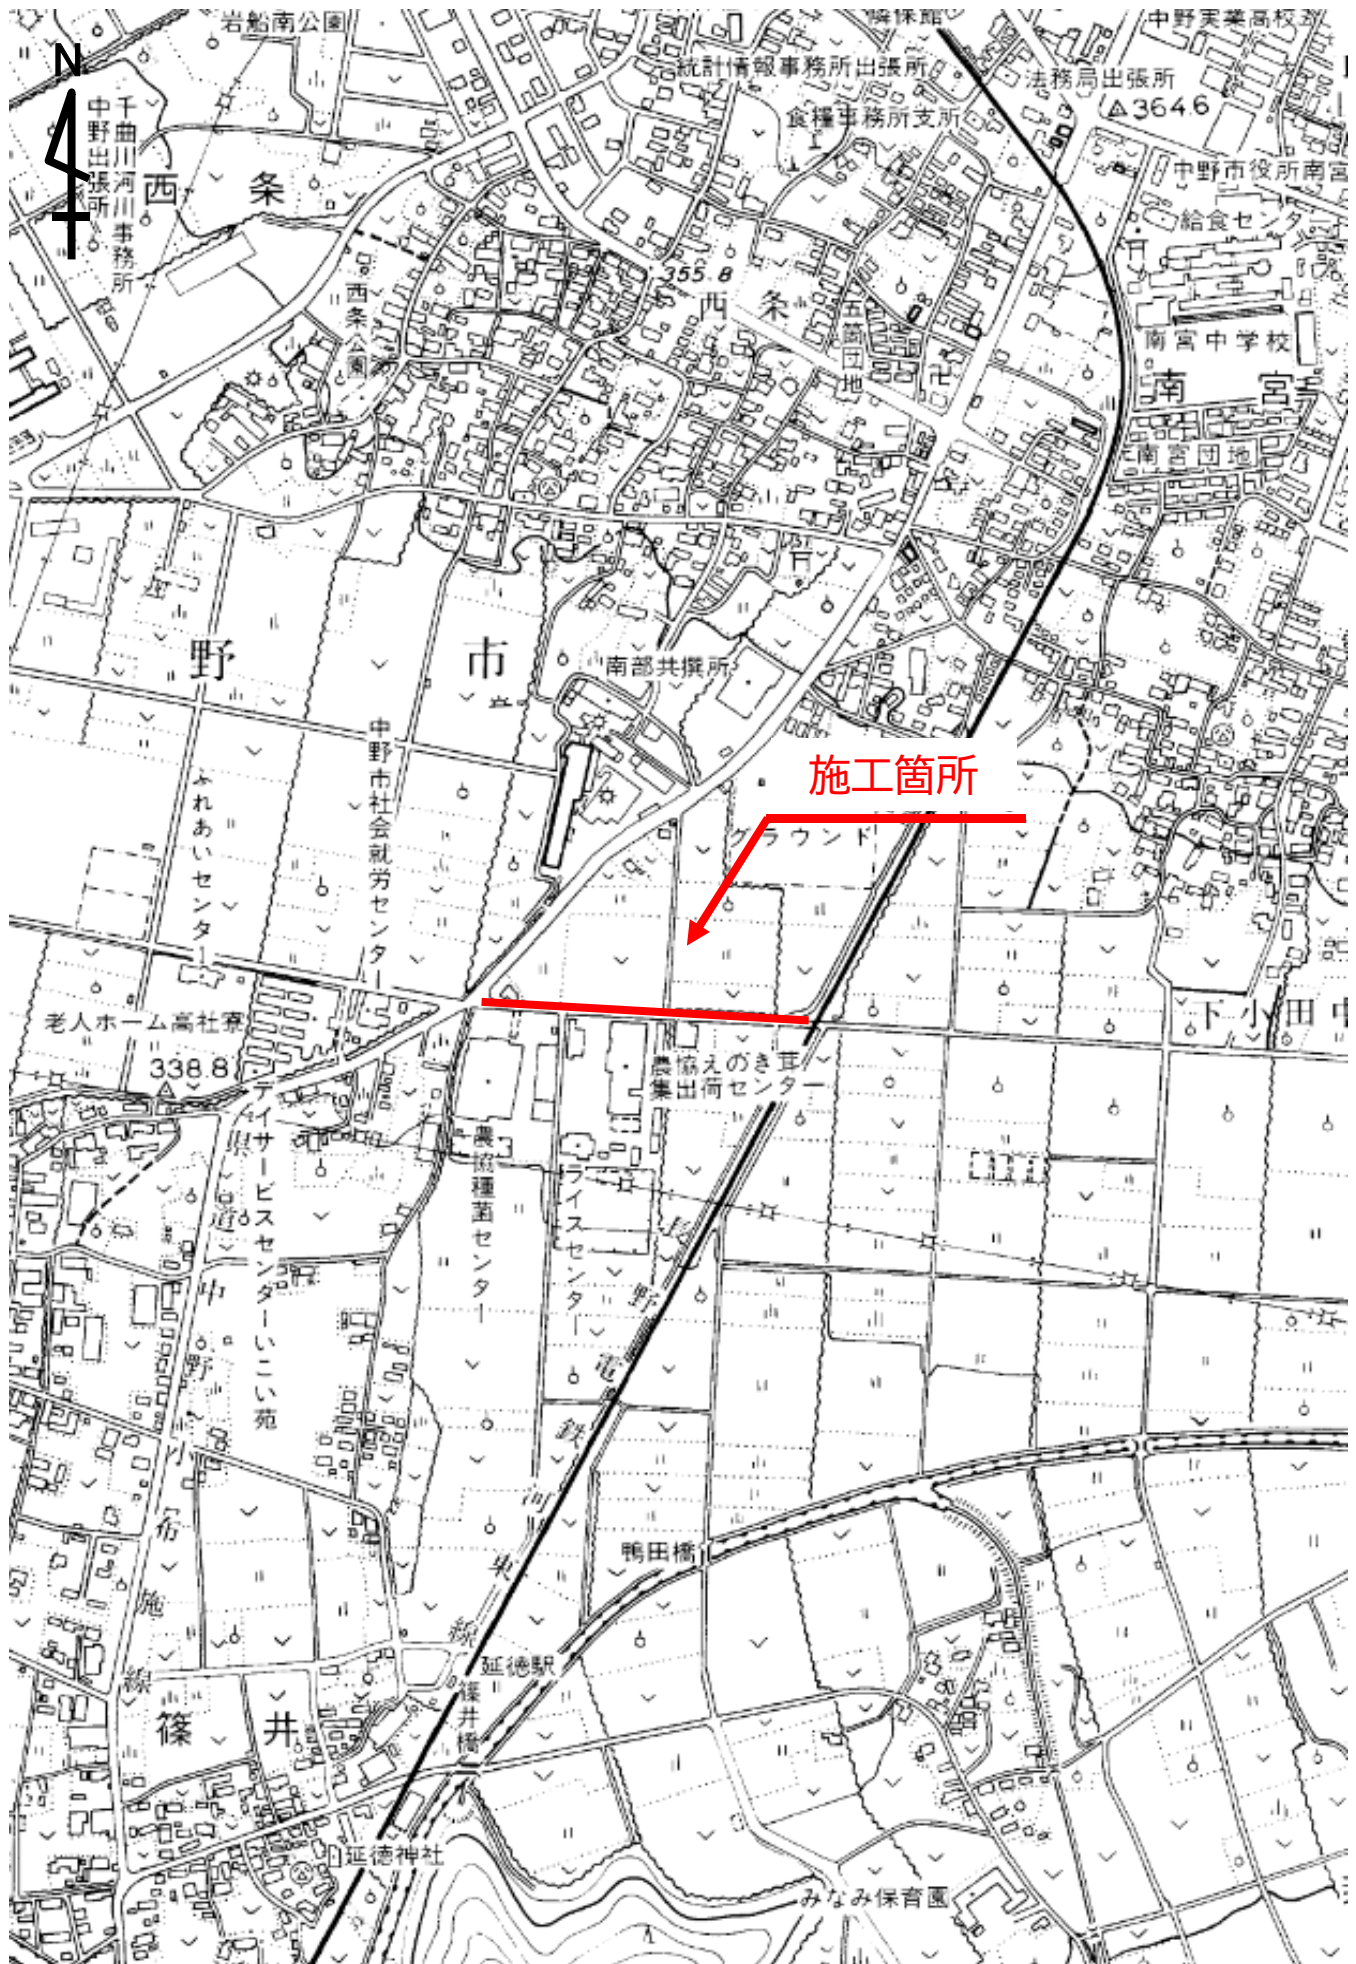 岩船南公園
隣保館
中野実業高校
N
統計情報事務所出張所
法務局出張所
364.6
食糧事務所支所
千曲川河川事務所
中野出張所
中野市役所南宮
給食センター
西条
355.8
西条
西条公園
五箇団地
南宮中学校
南宮
南宮団地
野市
南部共撰所
中野市社会就労センター
ふれあいセンター
施工箇所
グラウンド
老人ホーム高社寮
338.8
下小田中
農協えのき茸
集出荷センター
デイサービスセンターいこい苑
農協種菌センター
ライスセンター
県道中野小布施線
長野電鉄河東線
鴨田橋
延徳駅
篠井橋
篠井
延徳神社
みなみ保育園